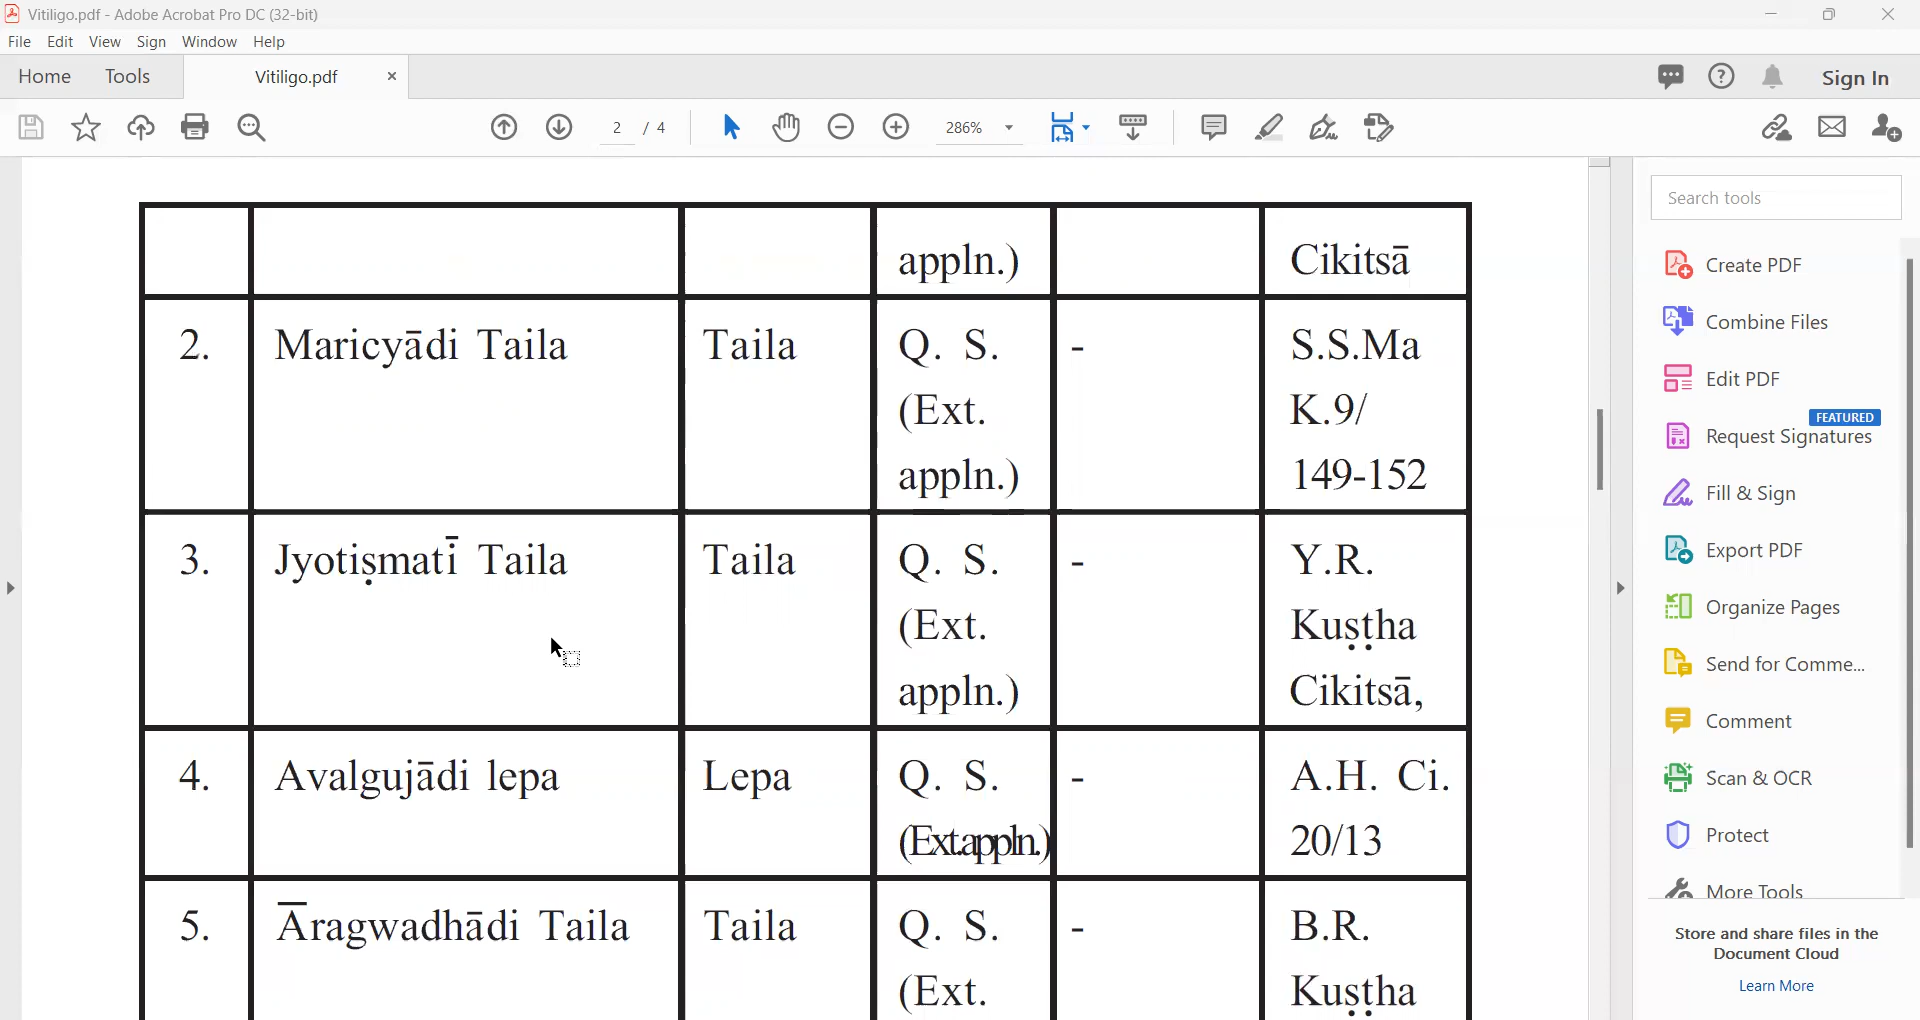 Vitiligo.pdf - Adobe Acrobat Pro DC (32-bit)
File Edit View Sign Window Help
Home Tools Vitiligo.pdf × Sign In
2 / 4 286%
appln.) Cikitsā
2. Maricyādi Taila Taila Q. S. - S.S.Ma
(Ext. K.9/
appln.) 149-152
3. Jyotiṣmatī Taila Taila Q. S. - Y.R.
(Ext. Kuṣṭha
appln.) Cikitsā,
4. Avalgujādi lepa Lepa Q. S. - A.H. Ci.
(Ext.appln.) 20/13
5. Āragwadhādi Taila Taila Q. S. - B.R.
(Ext. Kuṣṭha
Search tools
Create PDF
Combine Files
Edit PDF
FEATURED
Request Signatures
Fill & Sign
Export PDF
Organize Pages
Send for Comme...
Comment
Scan & OCR
Protect
More Tools
Store and share files in the
Document Cloud
Learn More